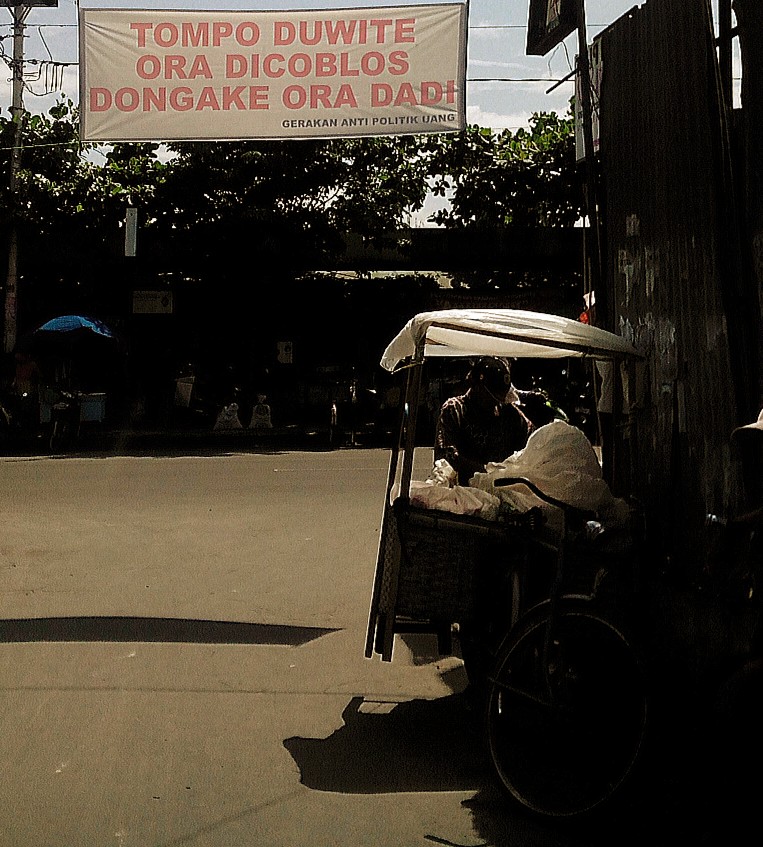 TOMPO DUWITE
ORA DICOBLOS
DONGAKE ORA DADI
GERAKAN ANTI POLITIK UANG